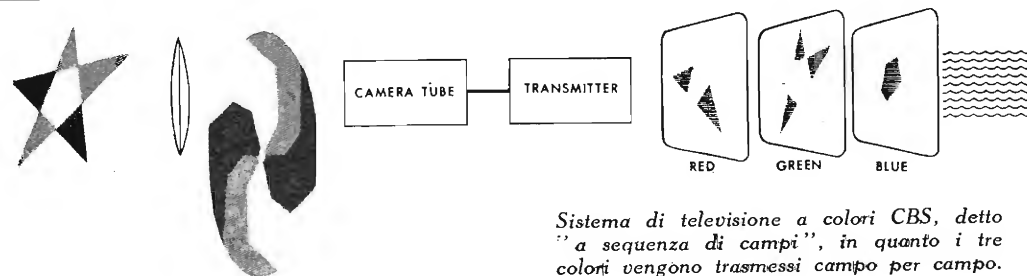 CAMERA TUBE
TRANSMITTER
RED
GREEN
BLUE
Sistema di televisione a colori CBS, detto
"a sequenza di campi", in quanto i tre
colori vengono trasmessi campo per campo.